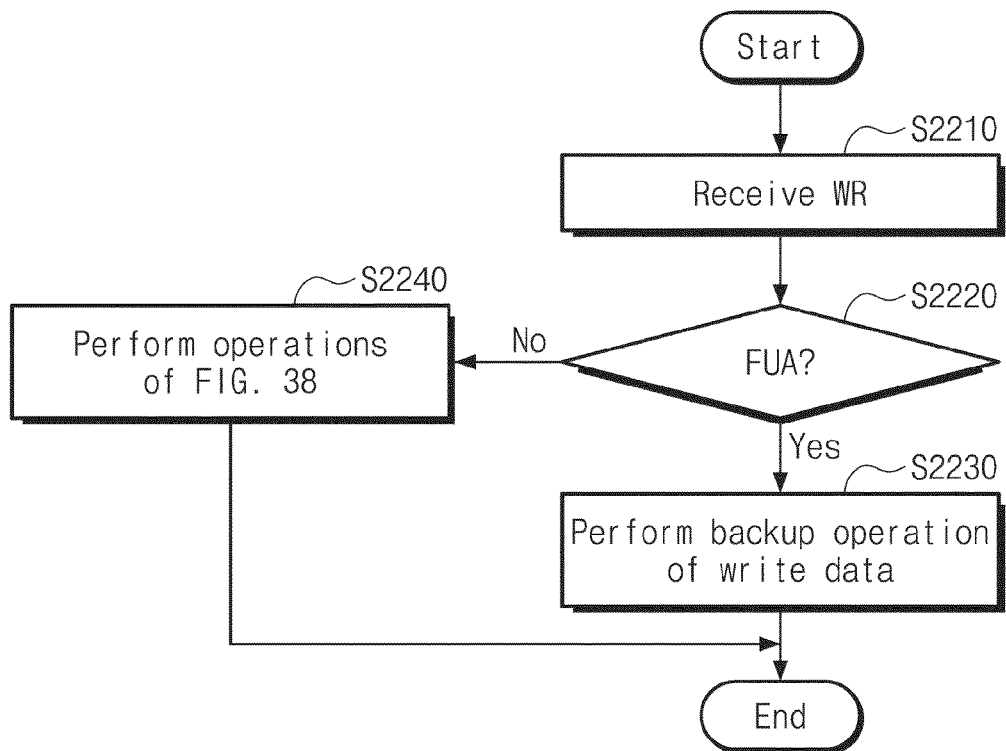 Start
S2210
Receive WR
S2220
FUA?
No
S2240
Perform operations
of FIG. 38
Yes
S2230
Perform backup operation
of write data
End